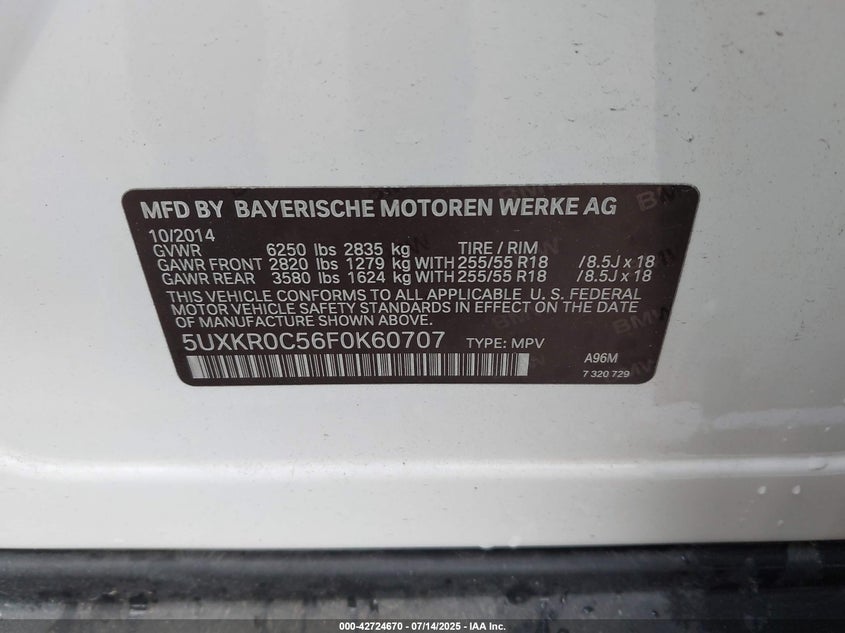 MFD BY BAYERISCHE MOTOREN WERKE AG
10/2014
GVWR 6250 lbs 2835 kg TIRE / RIM
GAWR FRONT 2820 lbs 1279 kg WITH 255/55 R18 /8.5J x 18
GAWR REAR 3580 lbs 1624 kg WITH 255/55 R18 /8.5J x 18
THIS VEHICLE CONFORMS TO ALL APPLICABLE U. S. FEDERAL
MOTOR VEHICLE SAFETY STANDARDS IN EFFECT ON THE DATE
OF MANUFACTURE SHOWN ABOVE.
5UXKR0C56F0K60707 TYPE: MPV A96M
7 320 729
000-42724670 - 07/14/2025 - IAA Inc.